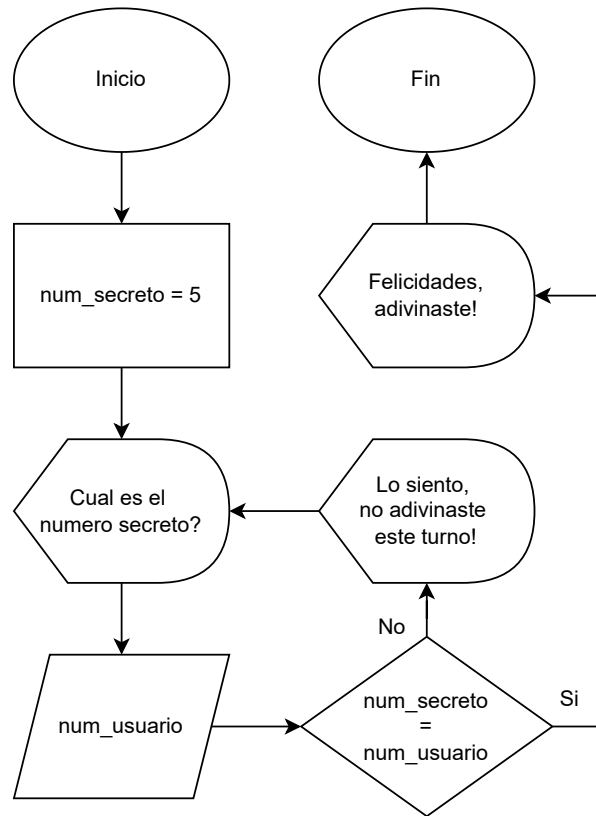 Inicio
Fin
num_secreto = 5
Felicidades,
adivinaste!
Cual es el
numero secreto?
Lo siento,
no adivinaste
este turno!
No
num_usuario
num_secreto
=
num_usuario
Si